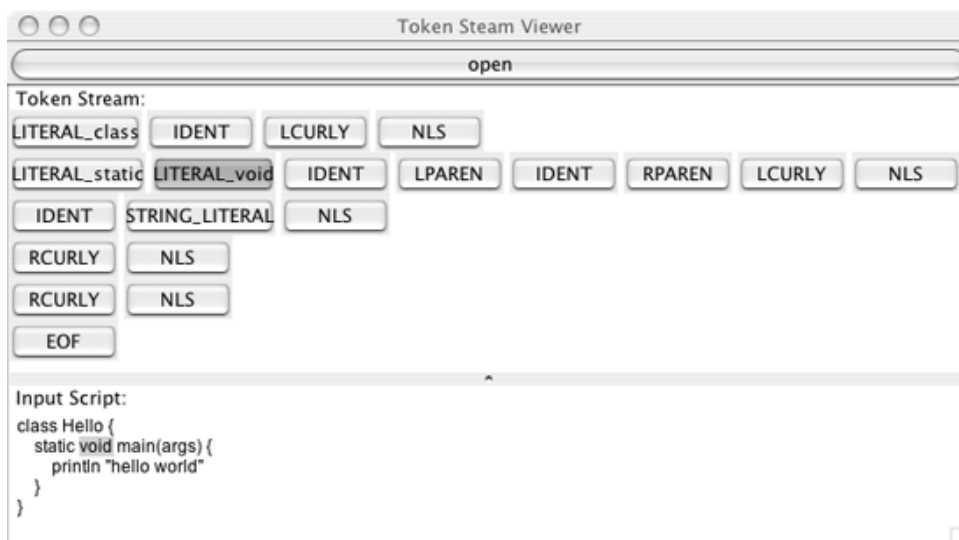 Token Steam Viewer
open
Token Stream:
LITERAL_class IDENT LCURLY NLS
LITERAL_static LITERAL_void IDENT LPAREN IDENT RPAREN LCURLY NLS
IDENT STRING_LITERAL NLS
RCURLY NLS
RCURLY NLS
EOF
Input Script:
class Hello {
static void main(args) {
println "hello world"
}
}